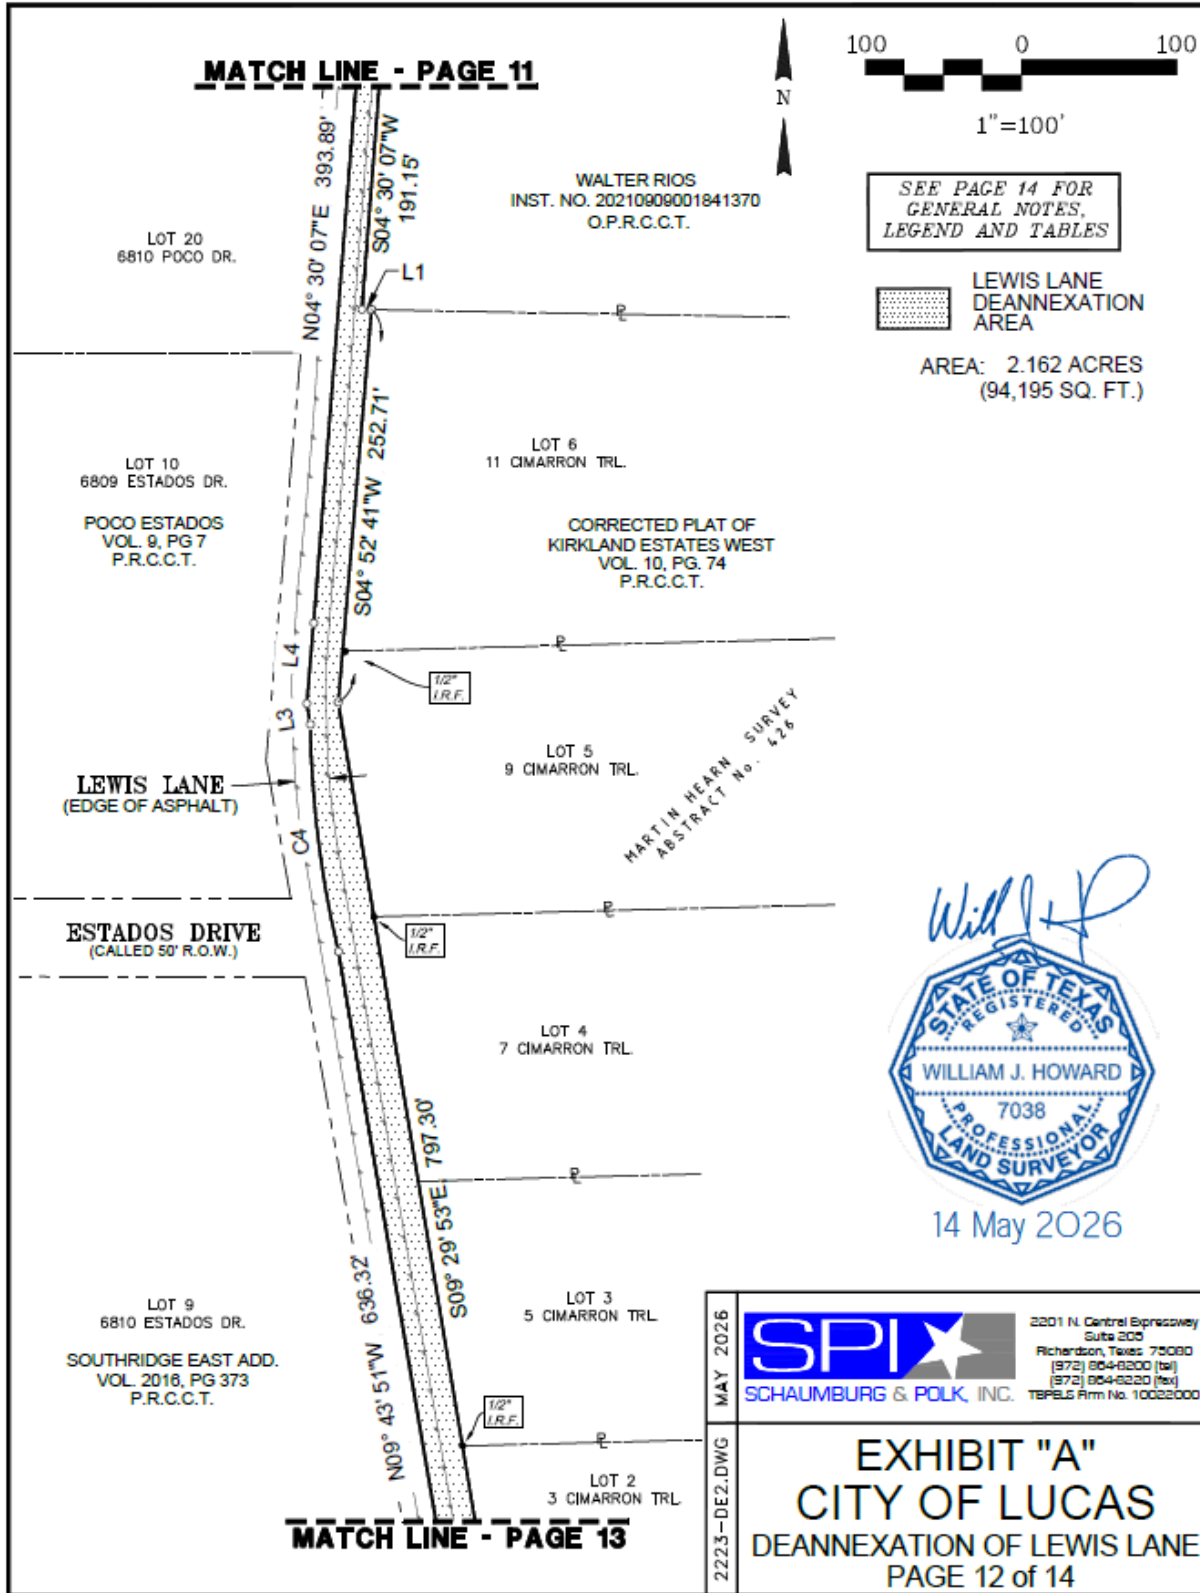 MATCH LINE - PAGE 11
100 0 100
1"=100'
N
SEE PAGE 14 FOR
GENERAL NOTES,
LEGEND AND TABLES
LEWIS LANE
DEANNEXATION
AREA
AREA: 2.162 ACRES
(94,195 SQ. FT.)
N04° 30' 07"E 393.89'
S04° 30' 07"W
191.15'
WALTER RIOS
INST. NO. 20210909001841370
O.P.R.C.C.T.
LOT 20
6810 POCO DR.
L1
S04° 52' 41"W 252.71'
LOT 6
11 CIMARRON TRL.
LOT 10
6809 ESTADOS DR.
POCO ESTADOS
VOL. 9, PG 7
P.R.C.C.T.
CORRECTED PLAT OF
KIRKLAND ESTATES WEST
VOL. 10, PG. 74
P.R.C.C.T.
L4
1/2"
I.R.F.
L3
LOT 5
9 CIMARRON TRL.
MARTIN HEARN SURVEY
ABSTRACT No. 426
LEWIS LANE
(EDGE OF ASPHALT)
C4
ESTADOS DRIVE
(CALLED 50' R.O.W.)
1/2"
I.R.F.
LOT 4
7 CIMARRON TRL.
STATE OF TEXAS
REGISTERED
WILLIAM J. HOWARD
7038
PROFESSIONAL
LAND SURVEYOR
14 May 2026
S09° 29' 53"E 797.30'
N09° 43' 51"W 636.32'
LOT 3
5 CIMARRON TRL.
LOT 9
6810 ESTADOS DR.
SOUTHRIDGE EAST ADD.
VOL. 2016, PG 373
P.R.C.C.T.
1/2"
I.R.F.
LOT 2
3 CIMARRON TRL.
MATCH LINE - PAGE 13
MAY 2026
2223-DE2.DWG
SPI
SCHAUMBURG & POLK, INC.
2201 N. Central Expressway
Suite 205
Richardson, Texas 75080
(972) 864-8200 (tel)
(972) 864-8220 (fax)
TBPELS Firm No. 10022000
EXHIBIT "A"
CITY OF LUCAS
DEANNEXATION OF LEWIS LANE
PAGE 12 of 14